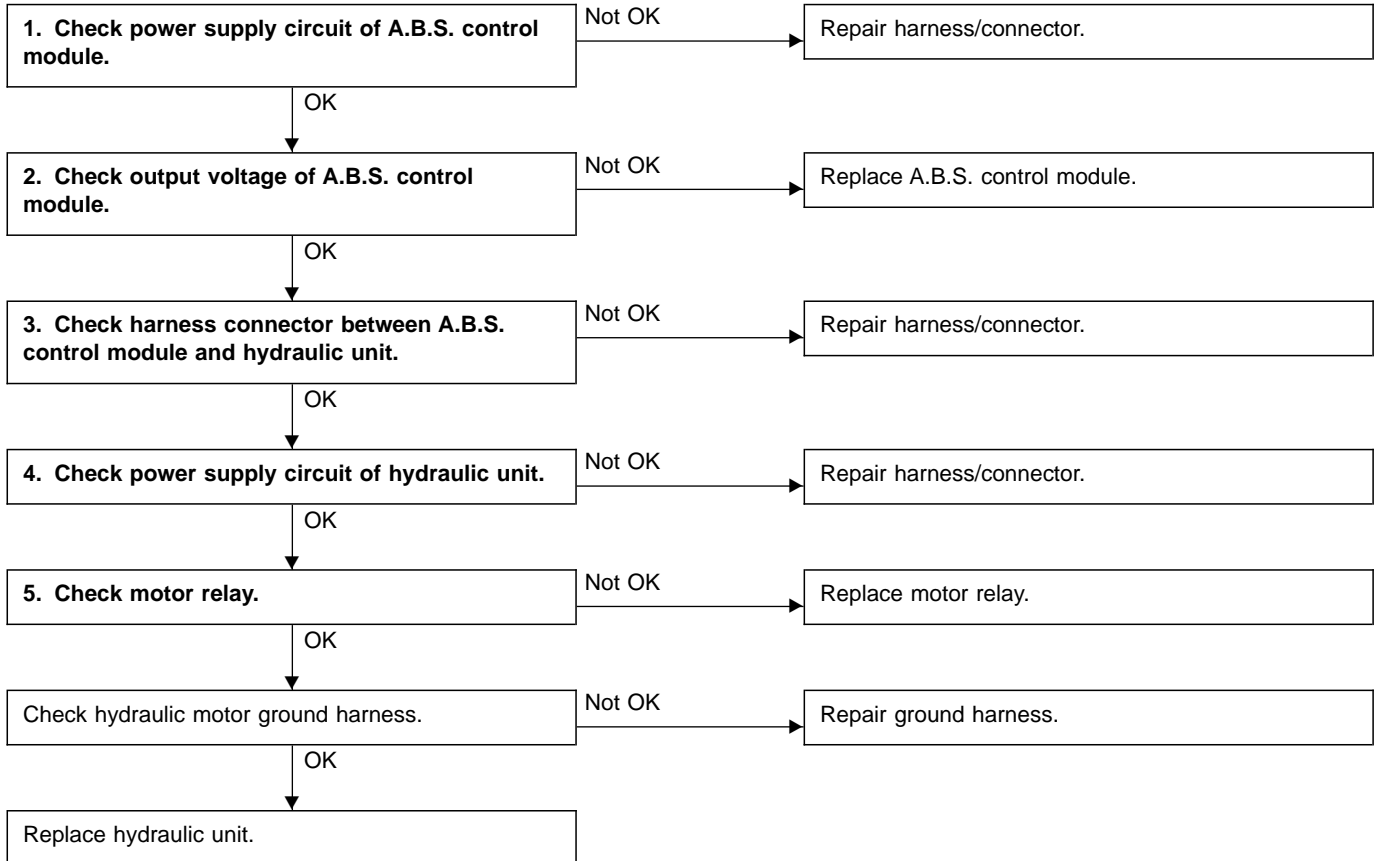 1. Check power supply circuit of A.B.S. control
module.
Not OK
Repair harness/connector.
OK
2. Check output voltage of A.B.S. control
module.
Not OK
Replace A.B.S. control module.
OK
3. Check harness connector between A.B.S.
control module and hydraulic unit.
Not OK
Repair harness/connector.
OK
4. Check power supply circuit of hydraulic unit.
Not OK
Repair harness/connector.
OK
5. Check motor relay.
Not OK
Replace motor relay.
OK
Check hydraulic motor ground harness.
Not OK
Repair ground harness.
OK
Replace hydraulic unit.